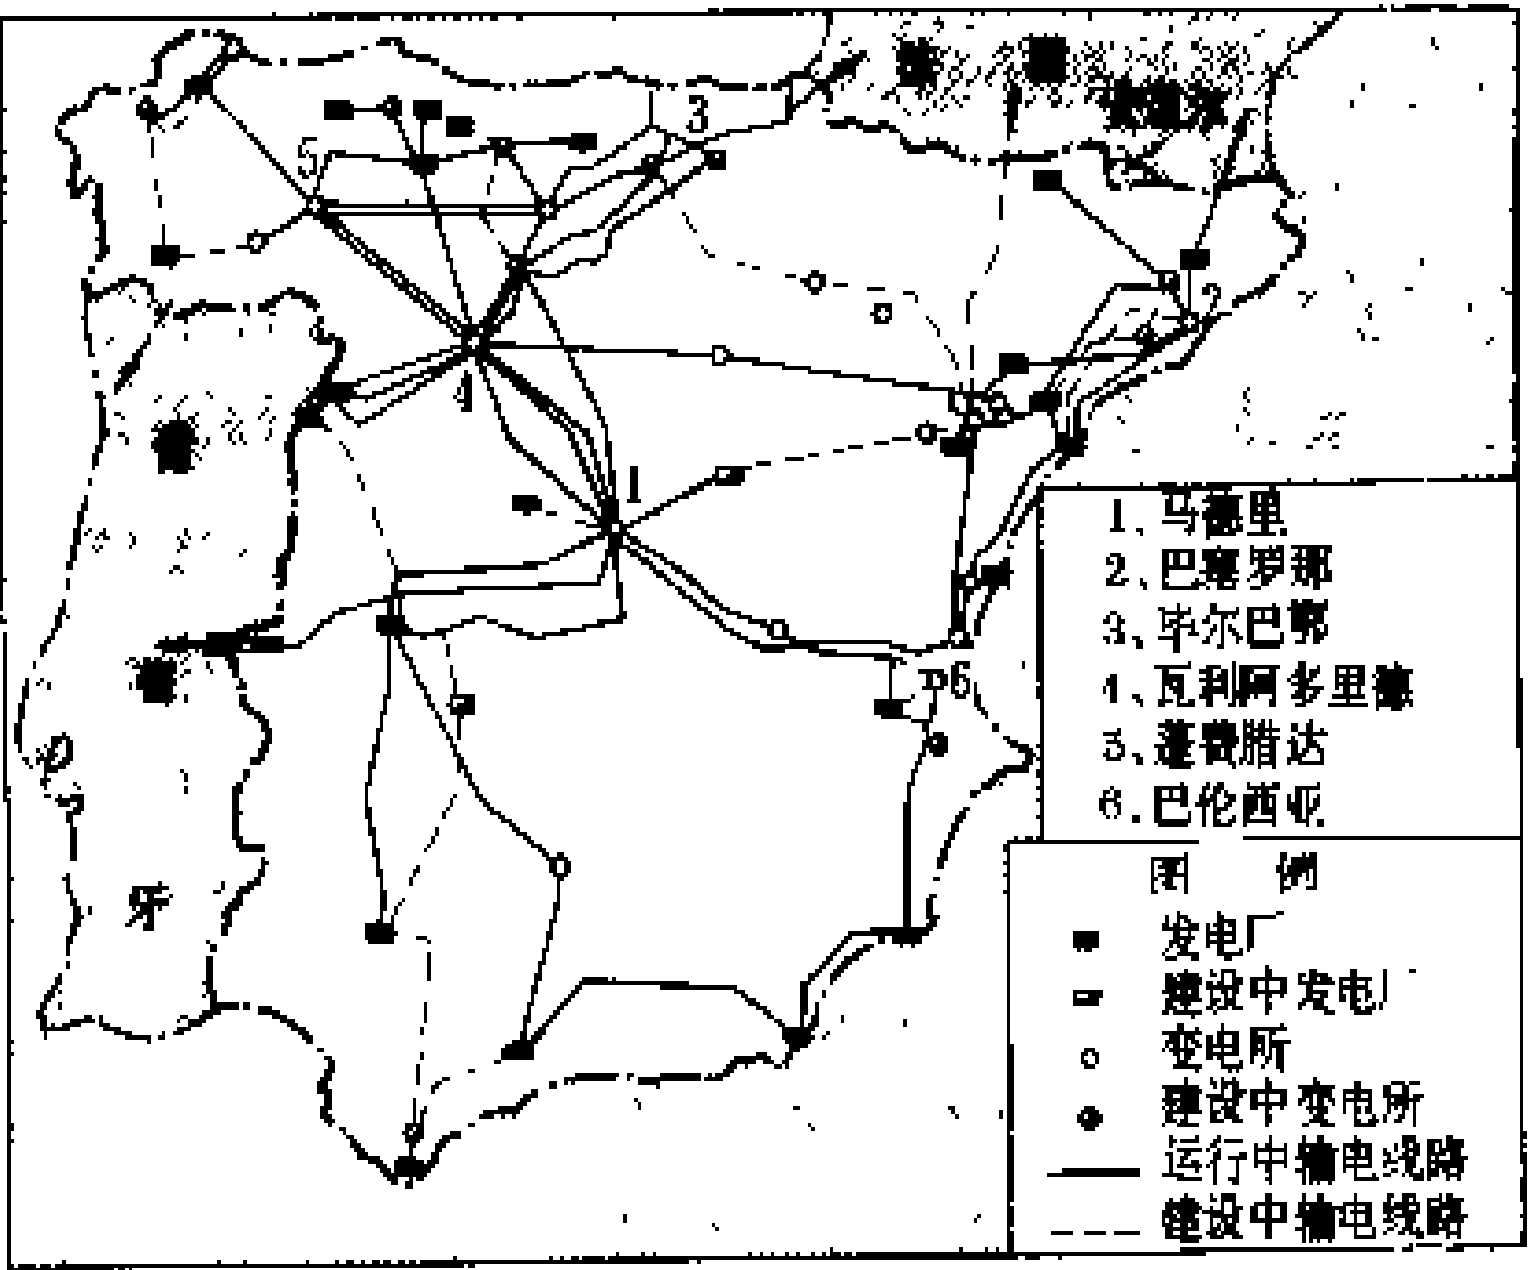 3
5
2
4
1
6
牙
1、马德里
2、巴塞罗那
3、毕尔巴鄂
4、瓦利阿多里德
5、蓬费腊达
6.巴伦西亚
图 例
发电厂
建设中发电厂
变电所
建设中变电所
运行中输电线路
建设中输电线路